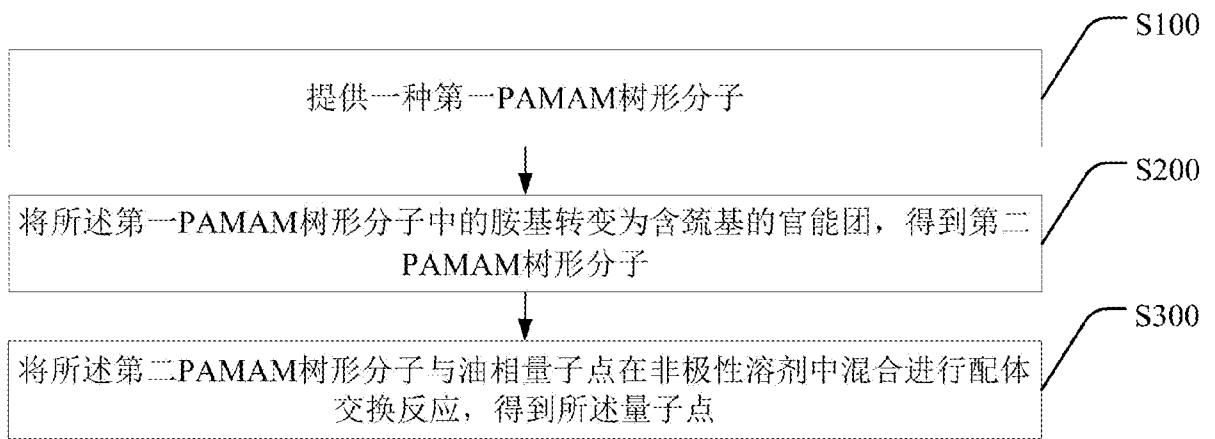 S100
提供一种第一PAMAM树形分子
S200
将所述第一PAMAM树形分子中的胺基转变为含巯基的官能团，得到第二
PAMAM树形分子
S300
将所述第二PAMAM树形分子与油相量子点在非极性溶剂中混合进行配体
交换反应，得到所述量子点